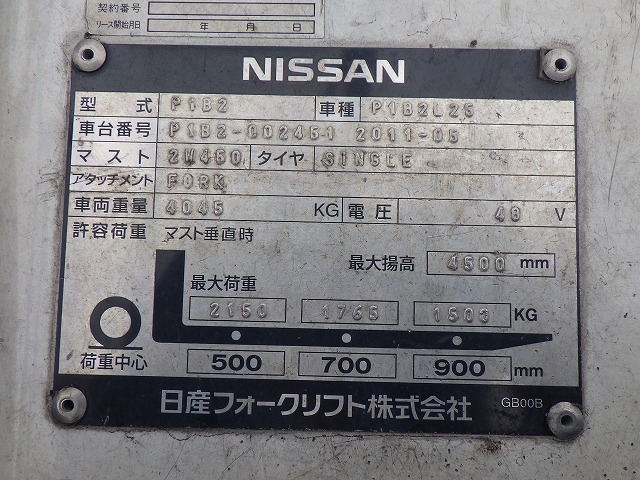 契約番号
リース開始日 年 月 日
NISSAN
型式 P1B2 車種 P1B2L25
車台番号 P1B2-002451 2011-05
マスト 2W450 タイヤ SINGLE
アタッチメント FORK
車両重量 4045 KG 電圧 48 V
許容荷重 マスト垂直時
最大揚高 4500 mm
最大荷重
2150 1765 1500 KG
荷重中心 500 700 900 mm
日産フォークリフト株式会社 GB00B